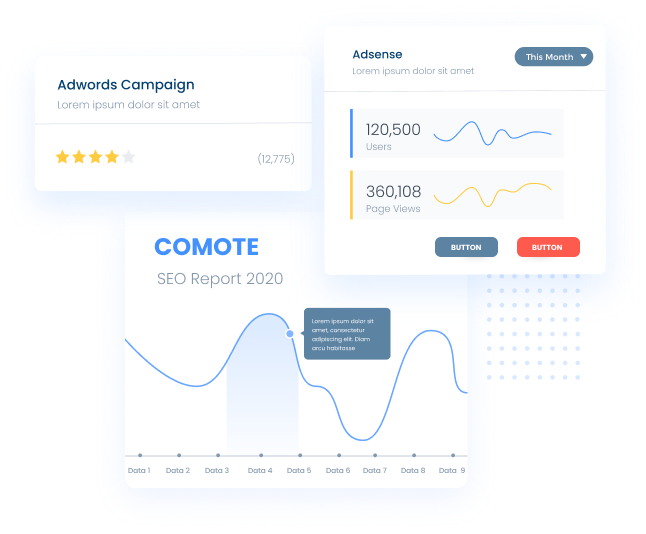 Adwords Campaign
Lorem ipsum dolor sit amet
(12,775)
Adsense
Lorem ipsum dolor sit amet
This Month
120,500
Users
360,108
Page Views
BUTTON
BUTTON
COMOTE
SEO Report 2020
Lorem ipsum dolor sit
amet, consectetur
adipiscing elit. Diam
arcu habitasse
Data 1 Data 2 Data 3 Data 4 Data 5 Data 6 Data 7 Data 8 Data 9